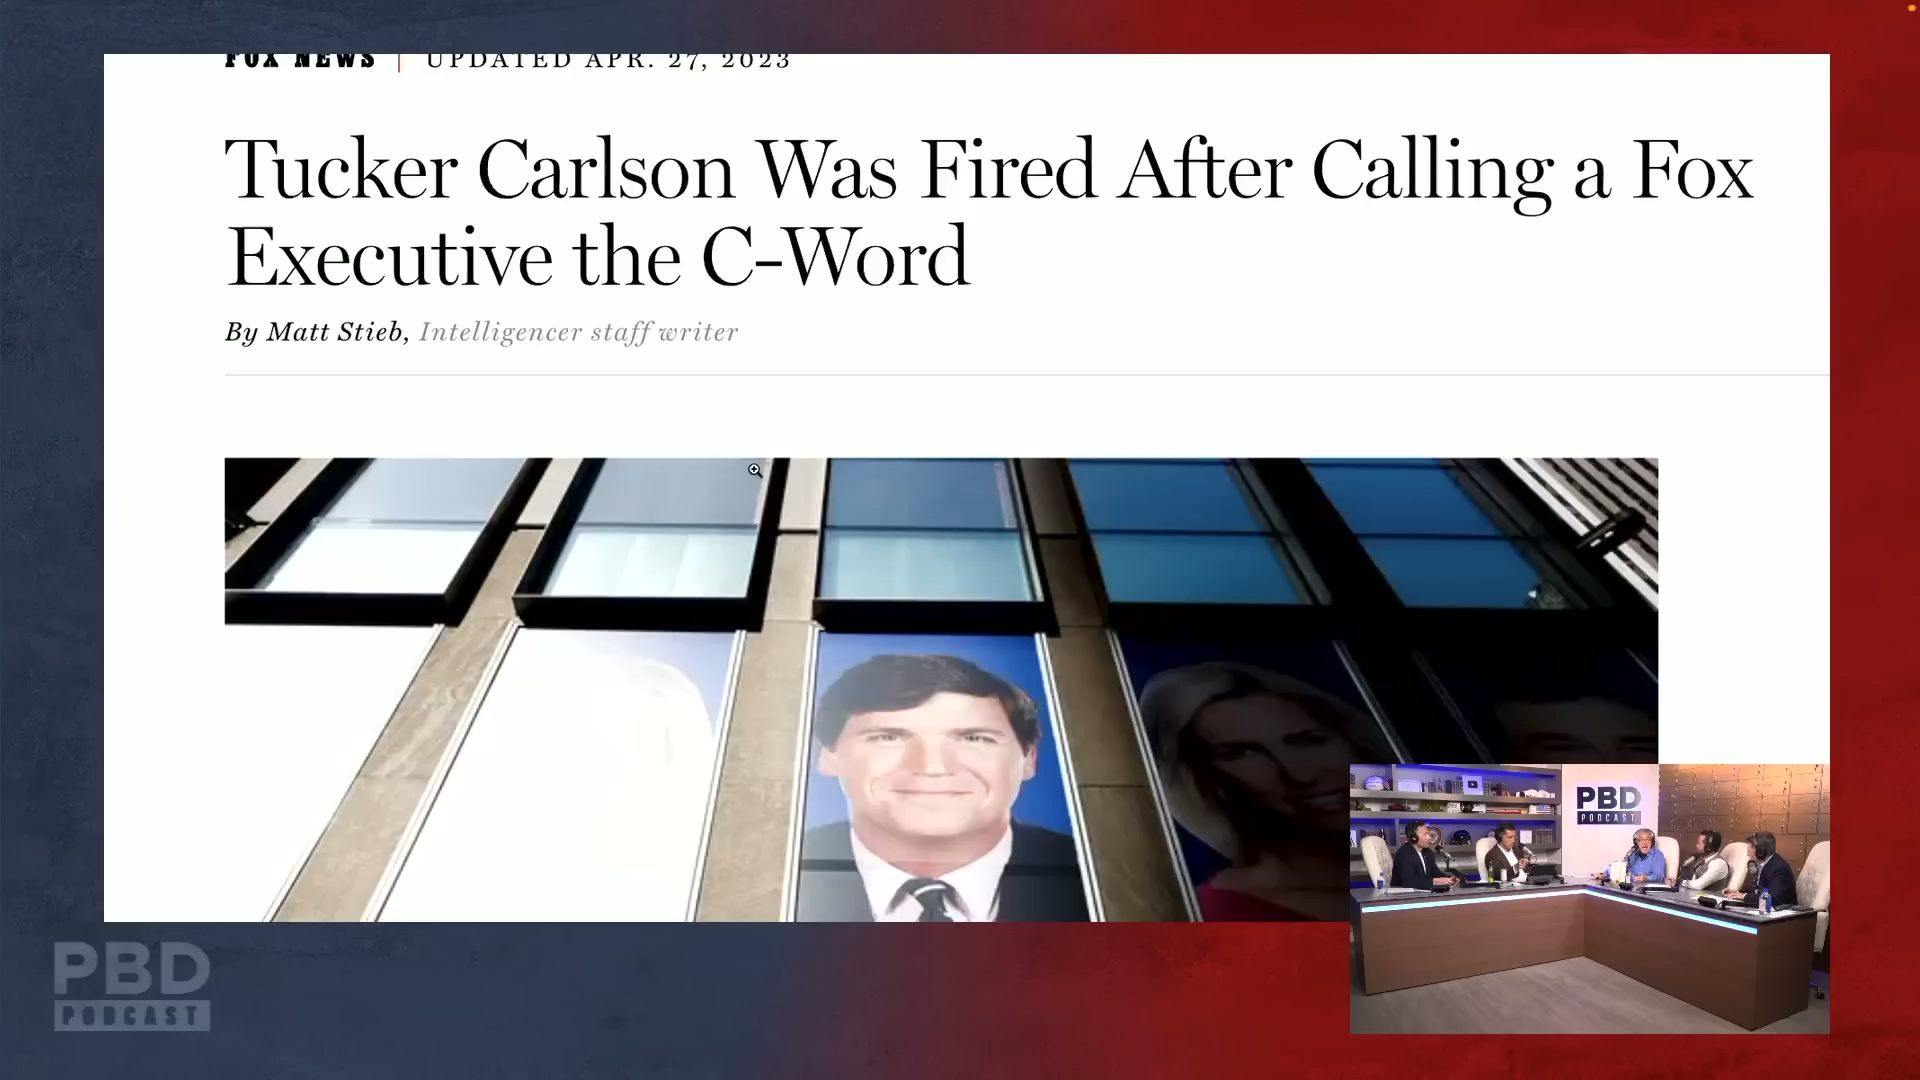 FOX NEWS | UPDATED APR. 27, 2023
Tucker Carlson Was Fired After Calling a Fox
Executive the C-Word
By Matt Stieb, Intelligencer staff writer
PBD
PODCAST
PBD
PODCAST